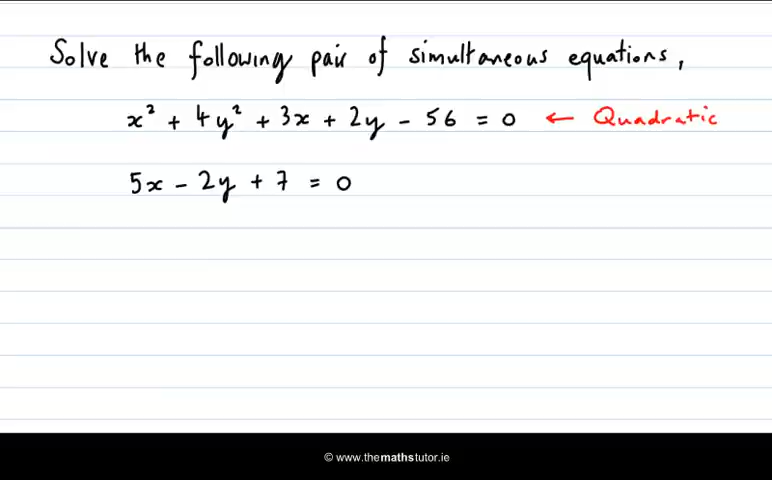 Solve the following pair of simultaneous equations,
x² + 4y² + 3x + 2y - 56 = 0 ← Quadratic
5x - 2y + 7 = 0
© www.themathstutor.ie